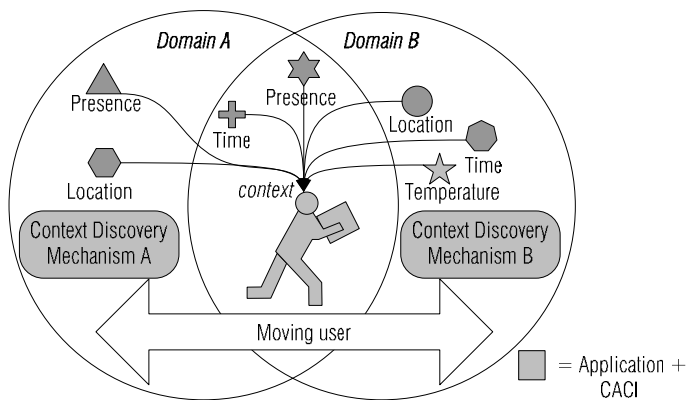 Domain A
Domain B
Presence
Presence
Time
Location
Time
Location
context
Temperature
Context Discovery
Mechanism A
Context Discovery
Mechanism B
Moving user
= Application +
CACI